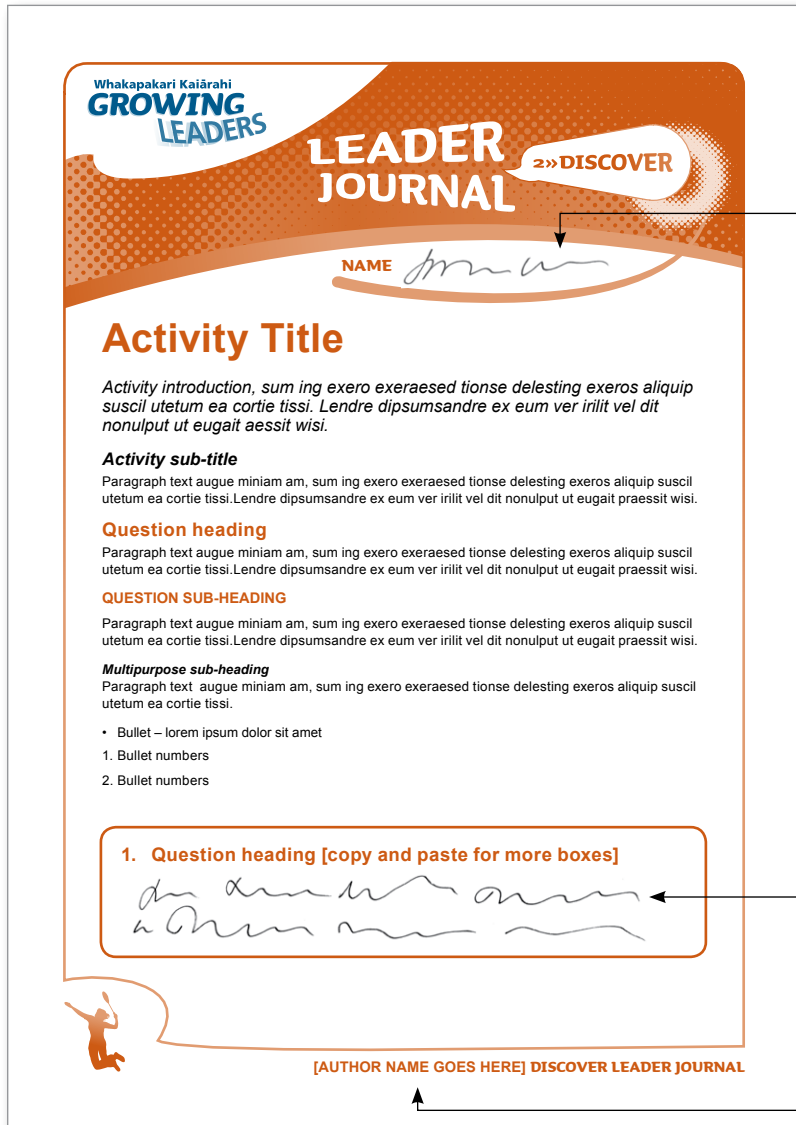 Whakapakari Kaiārahi
GROWING
LEADERS
LEADER
JOURNAL
2»DISCOVER
NAME
Activity Title
Activity introduction, sum ing exero exeraesed tionse delesting exeros aliquip
suscil utetum ea cortie tissi. Lendre dipsumsandre ex eum ver irilit vel dit
nonulput ut eugait aessit wisi.
Activity sub-title
Paragraph text augue miniam am, sum ing exero exeraesed tionse delesting exeros aliquip suscil
utetum ea cortie tissi.Lendre dipsumsandre ex eum ver irilit vel dit nonulput ut eugait praessit wisi.
Question heading
Paragraph text augue miniam am, sum ing exero exeraesed tionse delesting exeros aliquip suscil
utetum ea cortie tissi.Lendre dipsumsandre ex eum ver irilit vel dit nonulput ut eugait praessit wisi.
QUESTION SUB-HEADING
Paragraph text augue miniam am, sum ing exero exeraesed tionse delesting exeros aliquip suscil
utetum ea cortie tissi.Lendre dipsumsandre ex eum ver irilit vel dit nonulput ut eugait praessit wisi.
Multipurpose sub-heading
Paragraph text augue miniam am, sum ing exero exeraesed tionse delesting exeros aliquip suscil
utetum ea cortie tissi.
• Bullet – lorem ipsum dolor sit amet
1. Bullet numbers
2. Bullet numbers
1. Question heading [copy and paste for more boxes]
[AUTHOR NAME GOES HERE] DISCOVER LEADER JOURNAL